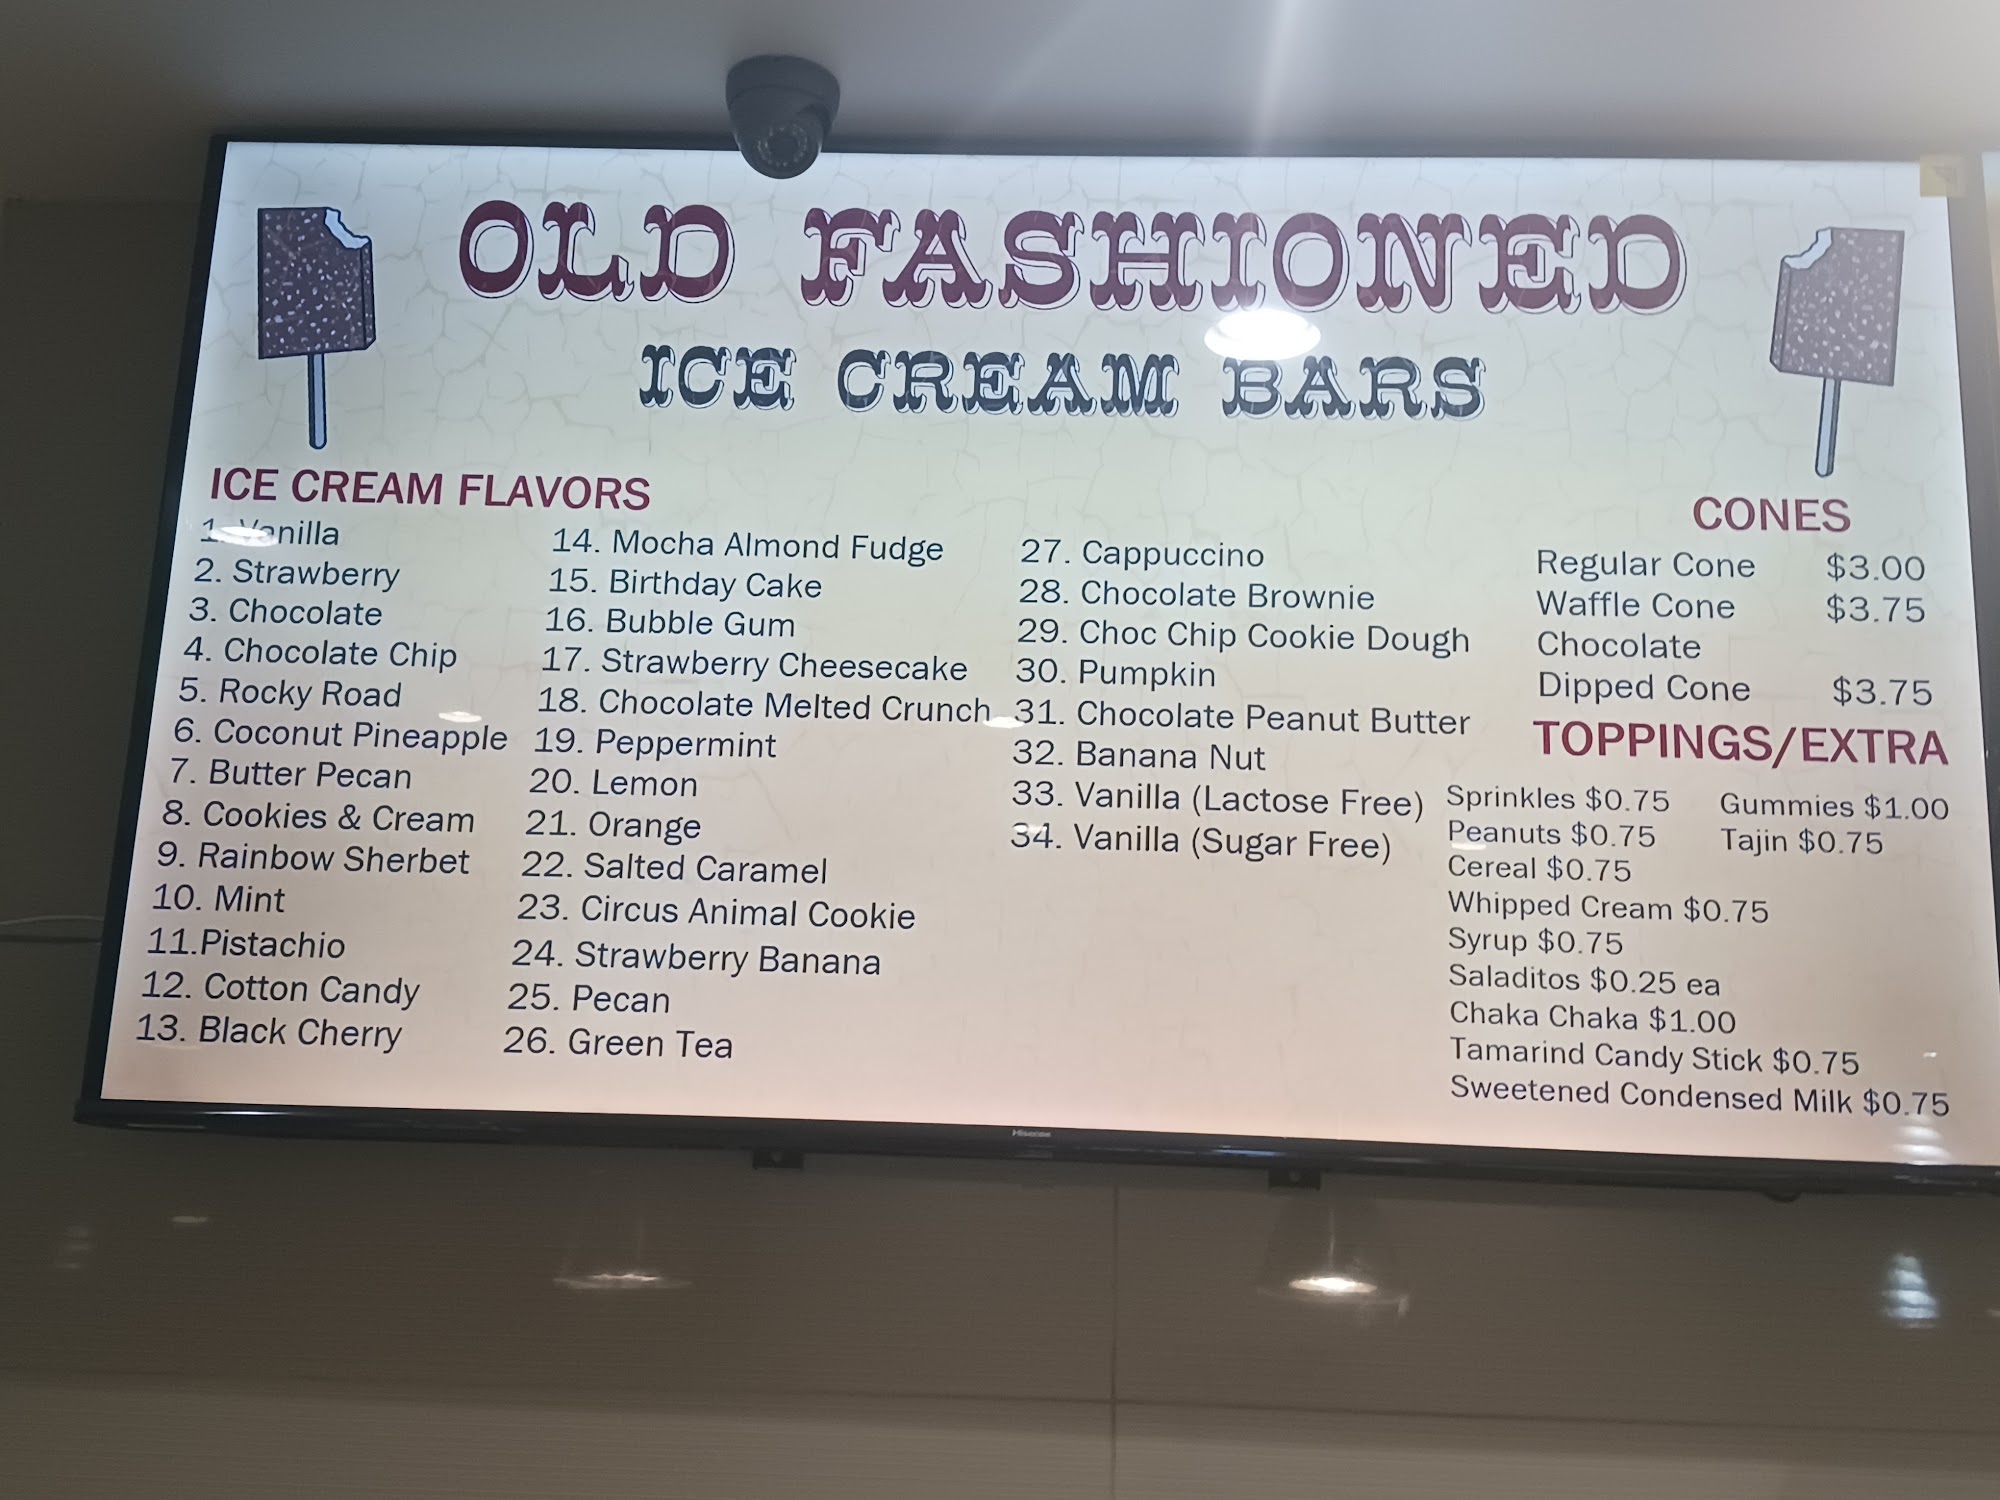 OLD FASHIONED
ICE CREAM BARS
ICE CREAM FLAVORS
1. Vanilla
2. Strawberry
3. Chocolate
4. Chocolate Chip
5. Rocky Road
6. Coconut Pineapple
7. Butter Pecan
8. Cookies & Cream
9. Rainbow Sherbet
10. Mint
11.Pistachio
12. Cotton Candy
13. Black Cherry
14. Mocha Almond Fudge
15. Birthday Cake
16. Bubble Gum
17. Strawberry Cheesecake
18. Chocolate Melted Crunch
19. Peppermint
20. Lemon
21. Orange
22. Salted Caramel
23. Circus Animal Cookie
24. Strawberry Banana
25. Pecan
26. Green Tea
27. Cappuccino
28. Chocolate Brownie
29. Choc Chip Cookie Dough
30. Pumpkin
31. Chocolate Peanut Butter
32. Banana Nut
33. Vanilla (Lactose Free)
34. Vanilla (Sugar Free)
CONES
Regular Cone $3.00
Waffle Cone $3.75
Chocolate
Dipped Cone $3.75
TOPPINGS/EXTRA
Sprinkles $0.75
Peanuts $0.75
Cereal $0.75
Whipped Cream $0.75
Syrup $0.75
Saladitos $0.25 ea
Chaka Chaka $1.00
Tamarind Candy Stick $0.75
Sweetened Condensed Milk $0.75
Gummies $1.00
Tajin $0.75
Hisense